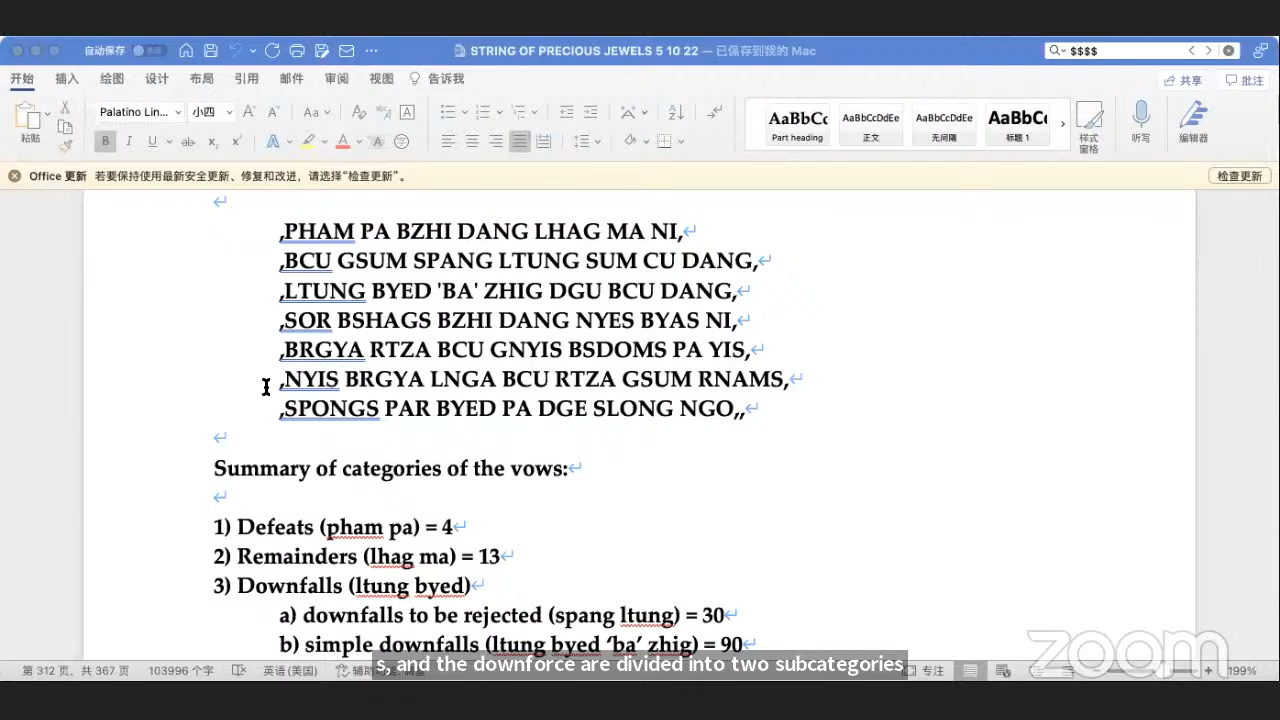 自动保存
STRING OF PRECIOUS JEWELS 5 10 22 — 已保存到我的 Mac
$$$$
开始 插入 绘图 设计 布局 引用 邮件 审阅 视图 告诉我
共享 批注
粘贴
Palatino Lin... 小四
AaBbCc AaBbCcDdEe AaBbCcDdEe AaBbCc
Part heading 正文 无间隔 标题 1
样式窗格 听写 编辑器
Office 更新 若要保持使用最新安全更新、修复和改进，请选择“检查更新”。 检查更新
,PHAM PA BZHI DANG LHAG MA NI,
,BCU GSUM SPANG LTUNG SUM CU DANG,
,LTUNG BYED 'BA' ZHIG DGU BCU DANG,
,SOR BSHAGS BZHI DANG NYES BYAS NI,
,BRGYA RTZA BCU GNYIS BSDOMS PA YIS,
,NYIS BRGYA LNGA BCU RTZA GSUM RNAMS,
,SPONGS PAR BYED PA DGE SLONG NGO,,
Summary of categories of the vows:
1) Defeats (pham pa) = 4
2) Remainders (lhag ma) = 13
3) Downfalls (ltung byed)
a) downfalls to be rejected (spang ltung) = 30
b) simple downfalls (ltung byed ‘ba’ zhig) = 90
s, and the downforce are divided into two subcategories
zoom
第 312 页，共 367 页 103996 个字 英语(美国) 专注 199%